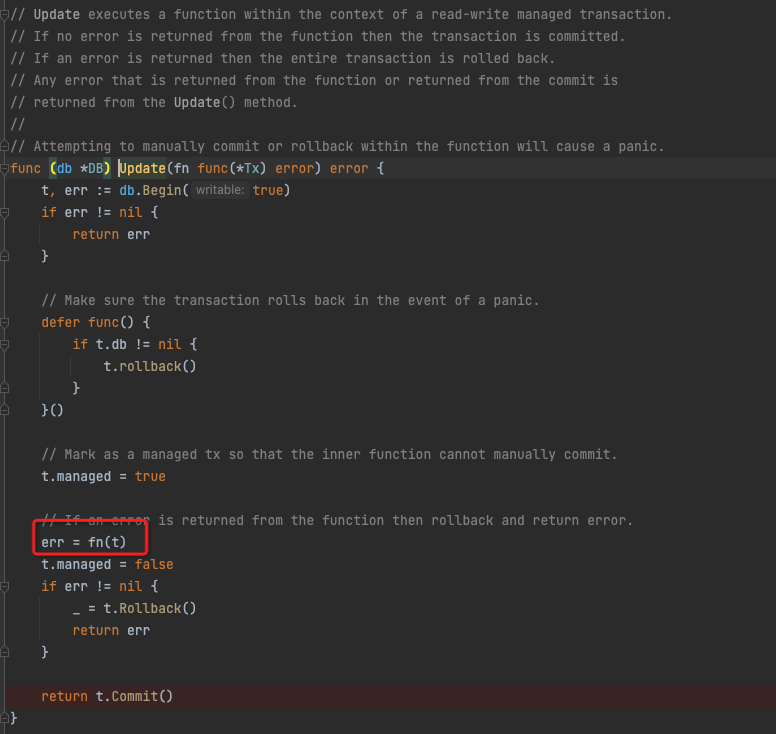 // Update executes a function within the context of a read-write managed transaction.
// If no error is returned from the function then the transaction is committed.
// If an error is returned then the entire transaction is rolled back.
// Any error that is returned from the function or returned from the commit is
// returned from the Update() method.
//
// Attempting to manually commit or rollback within the function will cause a panic.
func (db *DB) Update(fn func(*Tx) error) error {
    t, err := db.Begin( writable: true)
    if err != nil {
        return err
    }

    // Make sure the transaction rolls back in the event of a panic.
    defer func() {
        if t.db != nil {
            t.rollback()
        }
    }()

    // Mark as a managed tx so that the inner function cannot manually commit.
    t.managed = true

    // If an error is returned from the function then rollback and return error.
    err = fn(t)
    t.managed = false
    if err != nil {
        _ = t.Rollback()
        return err
    }

    return t.Commit()
}